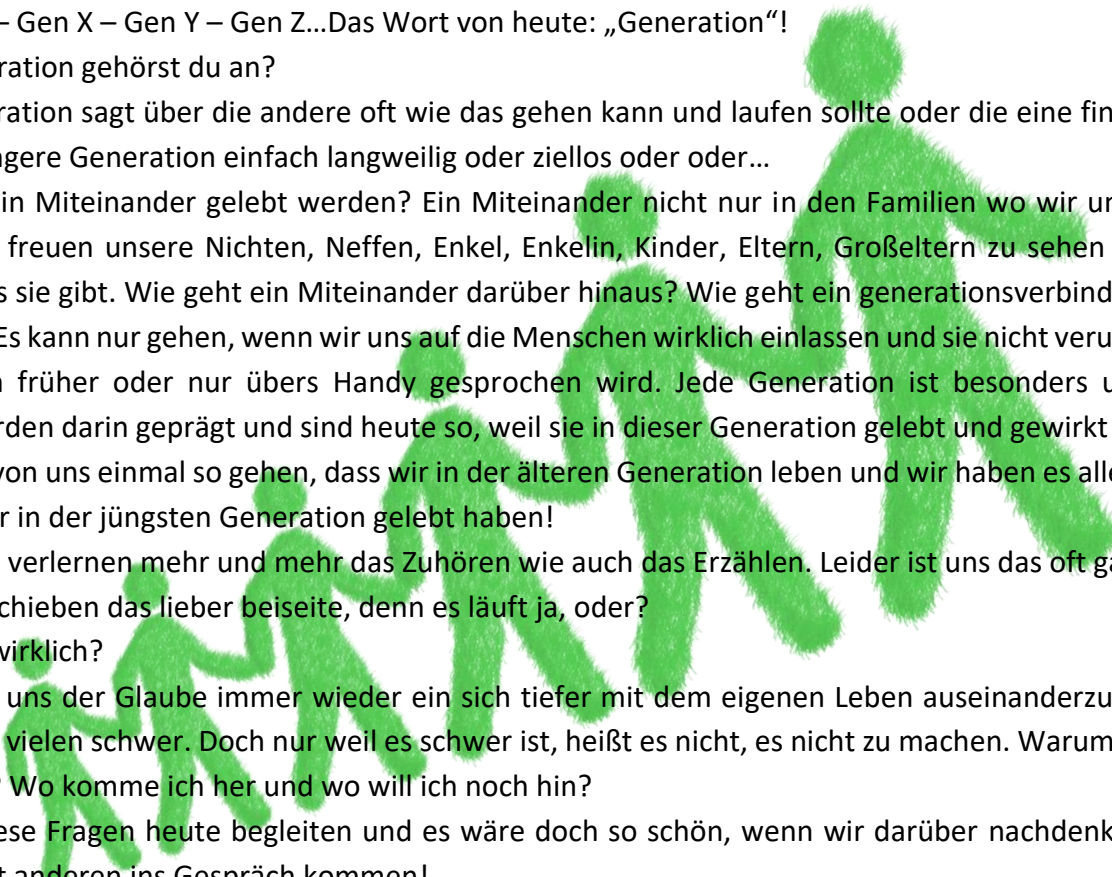 – Gen X – Gen Y – Gen Z…Das Wort von heute: „Generation“!
ration gehörst du an?
ration sagt über die andere oft wie das gehen kann und laufen sollte oder die eine fin
ngere Generation einfach langweilig oder ziellos oder oder…
in Miteinander gelebt werden? Ein Miteinander nicht nur in den Familien wo wir un
freuen unsere Nichten, Neffen, Enkel, Enkelin, Kinder, Eltern, Großeltern zu sehen
s sie gibt. Wie geht ein Miteinander darüber hinaus? Wie geht ein generationsverbind
Es kann nur gehen, wenn wir uns auf die Menschen wirklich einlassen und sie nicht veru
n früher oder nur übers Handy gesprochen wird. Jede Generation ist besonders u
rden darin geprägt und sind heute so, weil sie in dieser Generation gelebt und gewirkt
von uns einmal so gehen, dass wir in der älteren Generation leben und wir haben es alle
r in der jüngsten Generation gelebt haben!
verlernen mehr und mehr das Zuhören wie auch das Erzählen. Leider ist uns das oft ga
chieben das lieber beiseite, denn es läuft ja, oder?
wirklich?
uns der Glaube immer wieder ein sich tiefer mit dem eigenen Leben auseinanderzu
vielen schwer. Doch nur weil es schwer ist, heißt es nicht, es nicht zu machen. Warum
? Wo komme ich her und wo will ich noch hin?
ese Fragen heute begleiten und es wäre doch so schön, wenn wir darüber nachdenk
t anderen ins Gespräch kommen!